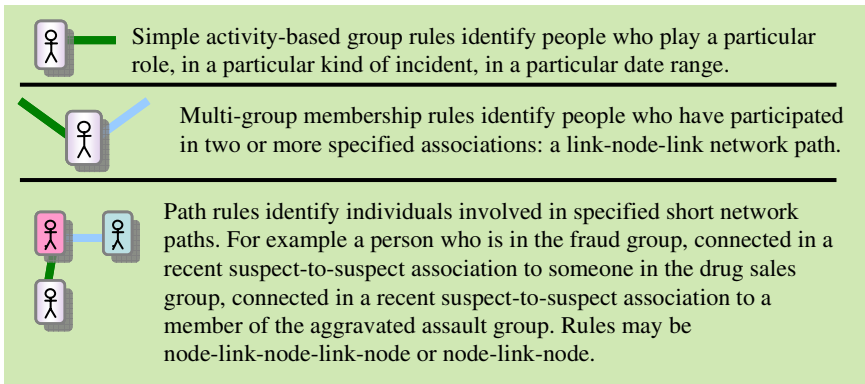 Simple activity-based group rules identify people who play a particular
role, in a particular kind of incident, in a particular date range.
Multi-group membership rules identify people who have participated
in two or more specified associations: a link-node-link network path.
Path rules identify individuals involved in specified short network
paths. For example a person who is in the fraud group, connected in a
recent suspect-to-suspect association to someone in the drug sales
group, connected in a recent suspect-to-suspect association to a
member of the aggravated assault group. Rules may be
node-link-node-link-node or node-link-node.